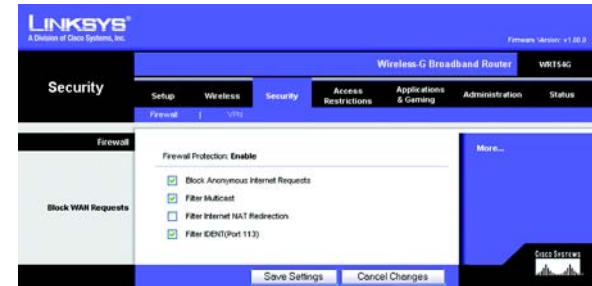 LINKSYS®
A Division of Cisco Systems, Inc.
Firmware Version: v1.00.0
Wireless-G Broadband Router WRT54G
Security
Setup Wireless Security Access Restrictions Applications & Gaming Administration Status
Firewall | VPN
Firewall
Firewall Protection: Enable
More...
Block WAN Requests
Block Anonymous Internet Requests
Filter Multicast
Filter Internet NAT Redirection
Filter IDENT(Port 113)
Save Settings Cancel Changes
CISCO SYSTEMS